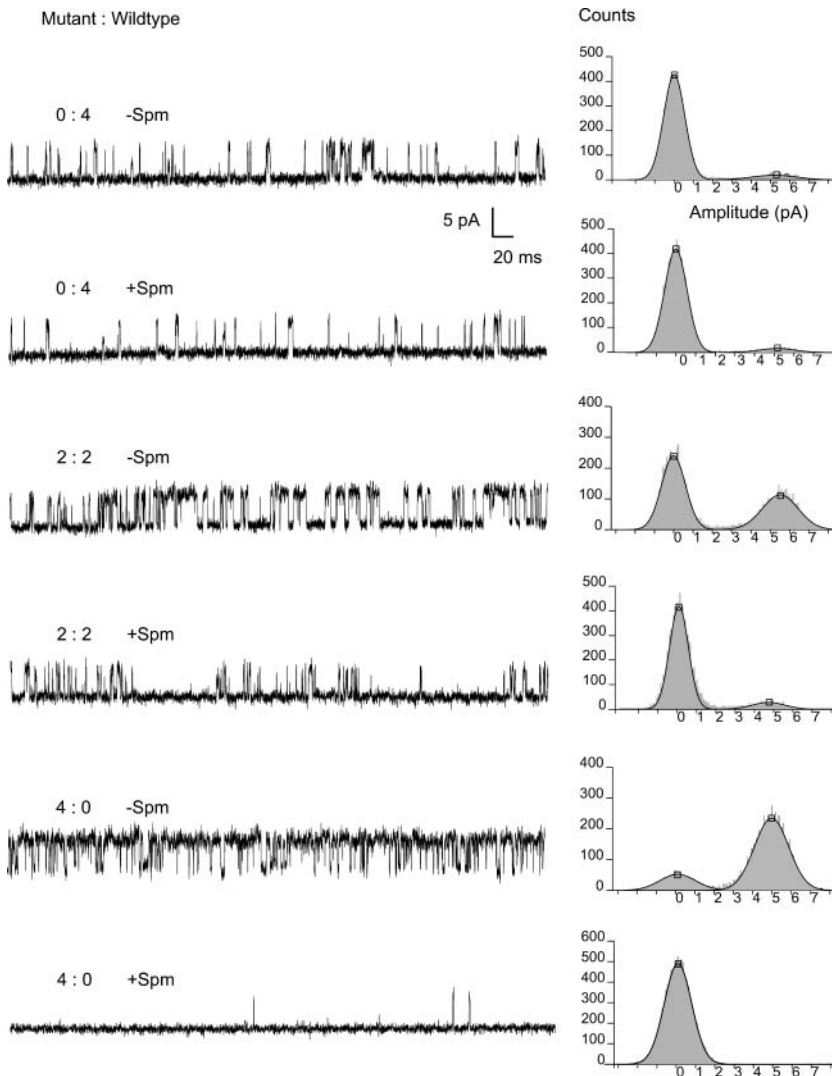 Mutant : Wildtype
Counts
0 : 4 -Spm
500
400
300
200
100
0
0 1 2 3 4 5 6 7
5 pA
20 ms
Amplitude (pA)
0 : 4 +Spm
500
400
300
200
100
0
0 1 2 3 4 5 6 7
2 : 2 -Spm
400
300
200
100
0
0 1 2 3 4 5 6 7
2 : 2 +Spm
500
400
300
200
100
0
0 1 2 3 4 5 6 7
4 : 0 -Spm
400
300
200
100
0
0 1 2 3 4 5 6 7
4 : 0 +Spm
600
500
400
300
200
100
0
0 1 2 3 4 5 6 7